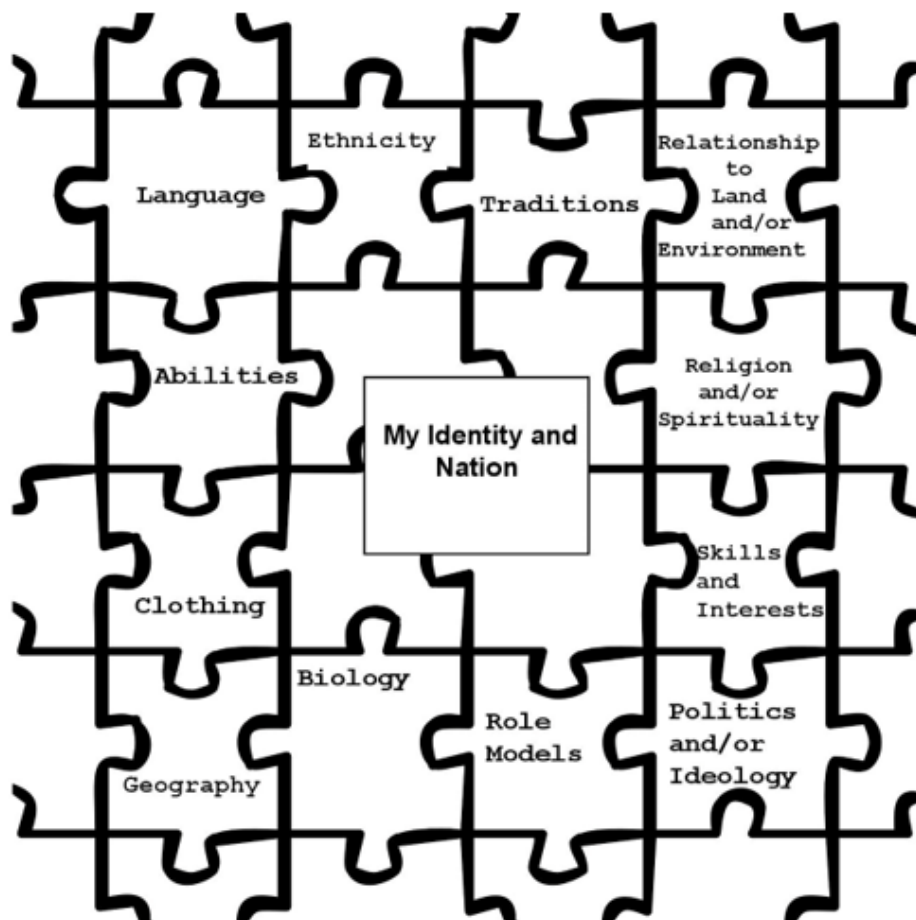 Language
Ethnicity
Traditions
Relationship
to
Land
and/or
Environment
Abilities
My Identity and
Nation
Religion
and/or
Spirituality
Clothing
Skills
and
Interests
Geography
Biology
Role
Models
Politics
and/or
Ideology